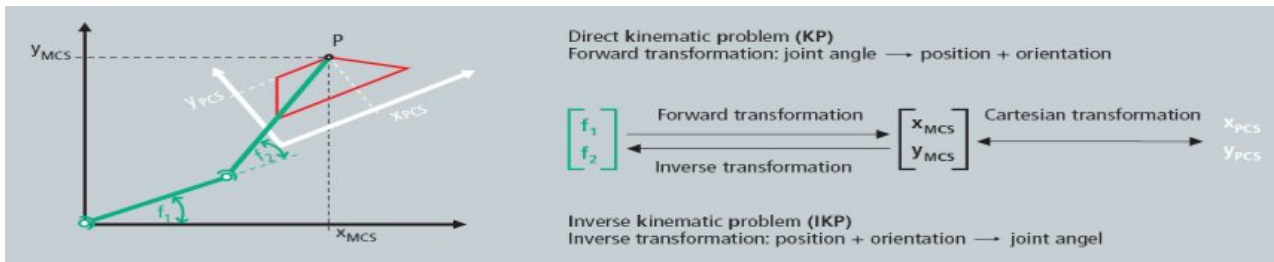 y_MCS
P
y_PCS
x_PCS
f_2
f_1
x_MCS
Direct kinematic problem (KP)
Forward transformation: joint angle → position + orientation
f_1
f_2
Forward transformation
Inverse transformation
x_MCS
y_MCS
Cartesian transformation
x_PCS
y_PCS
Inverse kinematic problem (IKP)
Inverse transformation: position + orientation → joint angel